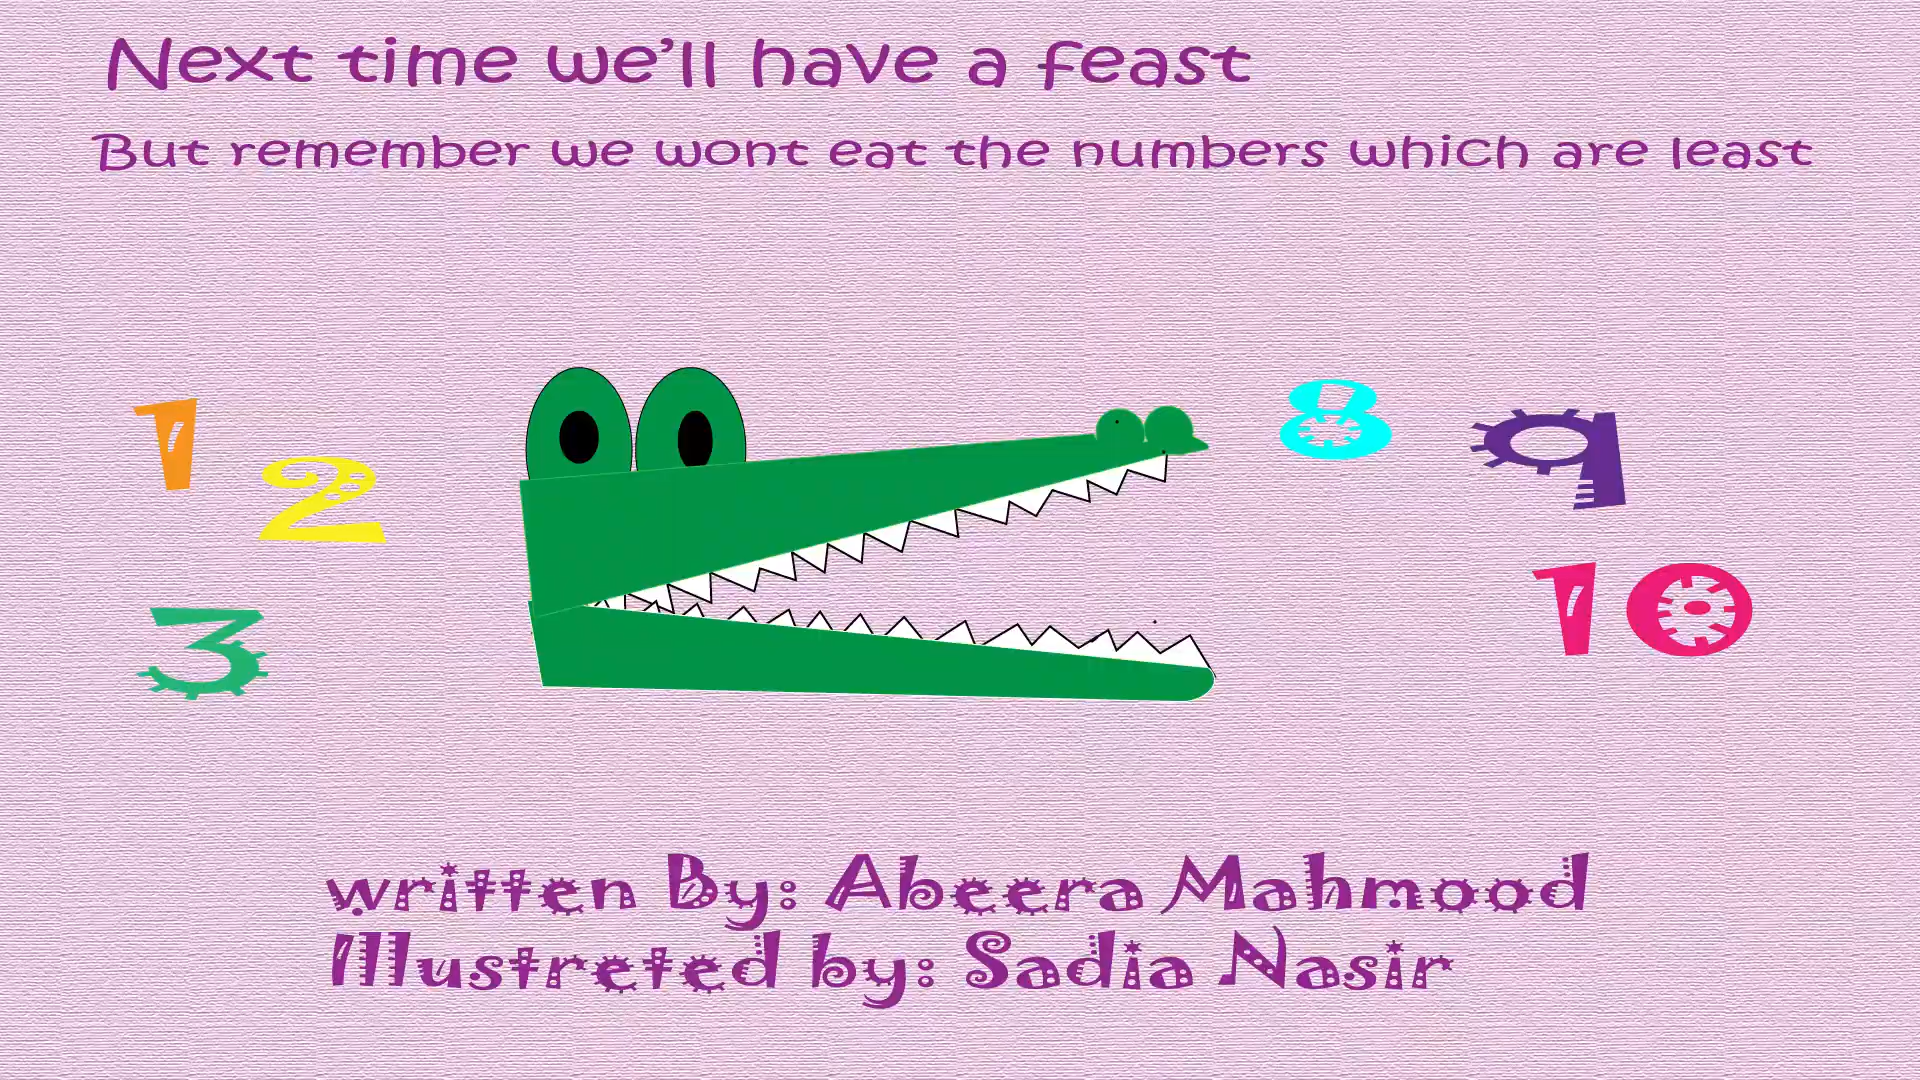 Next time we'll have a feast
But remember we wont eat the numbers which are least
1
2
3
8
9
10
written By: Abeera Mahmood
Illustreted by: Sadia Nasir